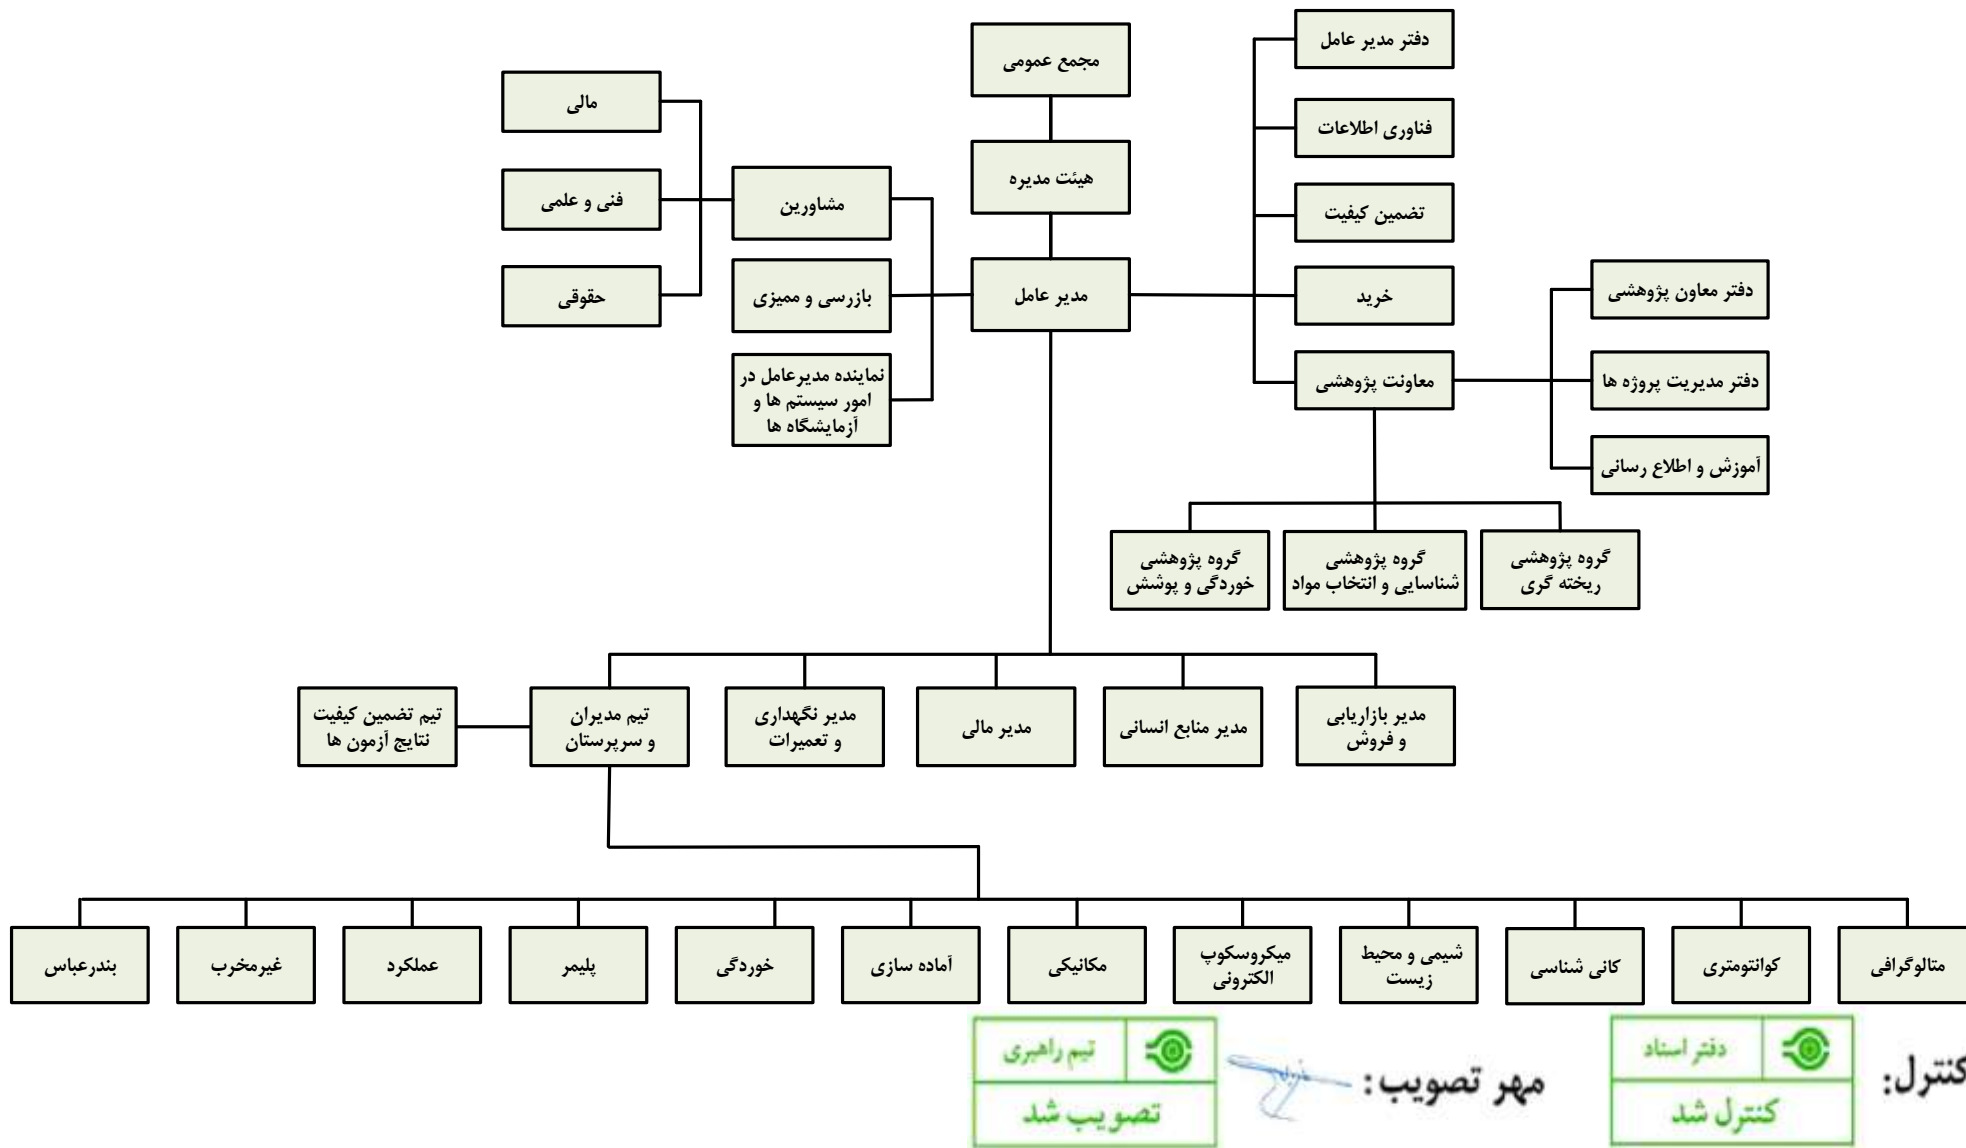 مجمع عمومی
هیئت مدیره
مدیر عامل
دفتر مدیر عامل
فناوری اطلاعات
تضمین کیفیت
خرید
معاونت پژوهشی
دفتر معاون پژوهشی
دفتر مدیریت پروژه ها
آموزش و اطلاع رسانی
گروه پژوهشی
ریخته گری
گروه پژوهشی
شناسایی و انتخاب مواد
گروه پژوهشی
خوردگی و پوشش
مشاورین
بازرسی و ممیزی
نماینده مدیرعامل در
امور سیستم ها و
آزمایشگاه ها
مالی
فنی و علمی
حقوقی
مدیر بازاریابی
و فروش
مدیر منابع انسانی
مدیر مالی
مدیر نگهداری
و تعمیرات
تیم مدیران
و سرپرستان
تیم تضمین کیفیت
نتایج آزمون ها
متالوگرافی
کوانتومتری
کانی شناسی
شیمی و محیط
زیست
میکروسکوپ
الکترونی
مکانیکی
آماده سازی
خوردگی
پلیمر
عملکرد
غیرمخرب
بندرعباس
کنترل:
دفتر اسناد
کنترل شد
مهر تصویب:
تیم راهبری
تصویب شد